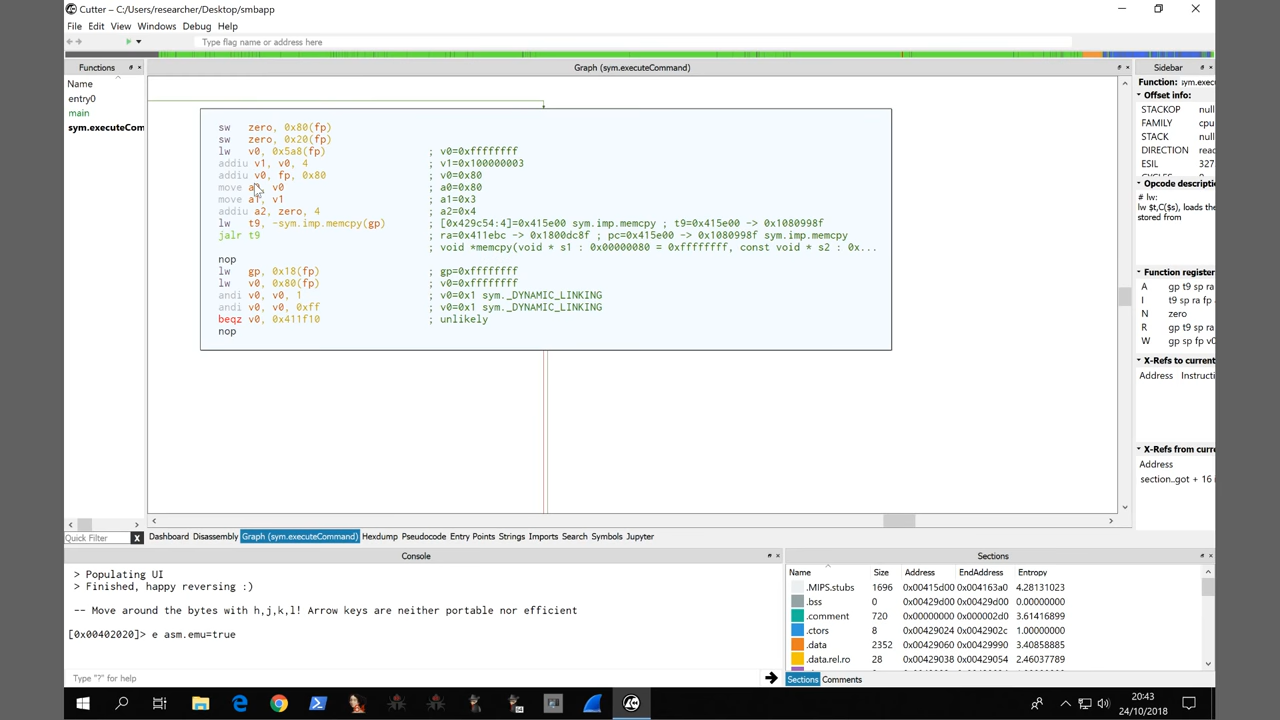 Cutter - C:/Users/researcher/Desktop/smbapp
File Edit View Windows Debug Help
Type flag name or address here
Functions
Graph (sym.executeCommand)
Sidebar
Name
entry0
main
sym.executeCom
sw zero, 0x80(fp)
sw zero, 0x20(fp)
lw v0, 0x5a8(fp) ; v0=0xffffffff
addiu v1, v0, 4 ; v1=0x100000003
addiu v0, fp, 0x80 ; v0=0x80
move a0, v0 ; a0=0x80
move a1, v1 ; a1=0x3
addiu a2, zero, 4 ; a2=0x4
lw t9, -sym.imp.memcpy(gp) ; [0x429c54:4]=0x415e00 sym.imp.memcpy ; t9=0x415e00 -> 0x1080998f
jalr t9 ; ra=0x411ebc -> 0x1800dc8f ; pc=0x415e00 -> 0x1080998f sym.imp.memcpy
; void *memcpy(void * s1 : 0x00000080 = 0xffffffff, const void * s2 : 0x...
nop
lw gp, 0x18(fp) ; gp=0xffffffff
lw v0, 0x80(fp) ; v0=0xffffffff
andi v0, v0, 1 ; v0=0x1 sym._DYNAMIC_LINKING
andi v0, v0, 0xff ; v0=0x1 sym._DYNAMIC_LINKING
beqz v0, 0x411f10 ; unlikely
nop
Function: sym.exec
Offset info:
STACKOP null
FAMILY cpu
STACK null
DIRECTION read
ESIL 327
Opcode descripti
# lw:
lw $t,C($s), loads the
stored from
Function registers
A gp t9 sp ra
I t9 sp ra fp
N zero
R gp t9 sp ra
W gp sp fp v0
X-Refs to current
Address Instructi
X-Refs from curre
Address
section..got + 16
Quick Filter X
Dashboard Disassembly Graph (sym.executeCommand) Hexdump Pseudocode Entry Points Strings Imports Search Symbols Jupyter
Console
> Populating UI
> Finished, happy reversing :)
-- Move around the bytes with h,j,k,l! Arrow keys are neither portable nor efficient
[0x00402020]> e asm.emu=true
Type "?" for help
Sections
Name Size Address EndAddress Entropy
.MIPS.stubs 1696 0x00415d00 0x004163a0 4.28131023
.bss 0 0x00429d00 0x00429d00 0.00000000
.comment 720 0x00000000 0x000002d0 3.61416899
.ctors 8 0x00429024 0x0042902c 1.00000000
.data 2352 0x00429060 0x00429990 3.40855885
.data.rel.ro 28 0x00429038 0x00429054 2.46037789
Sections Comments
20:43
24/10/2018